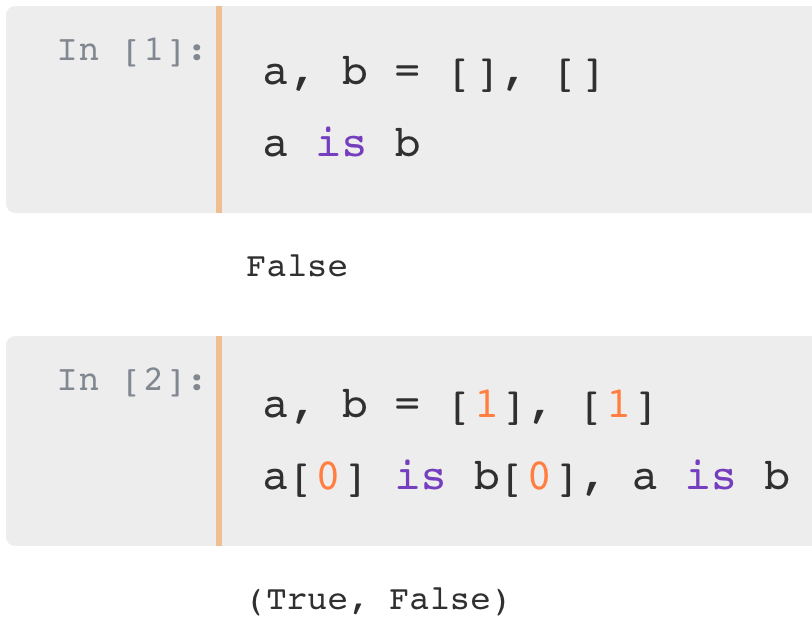 In [1]:
a, b = [], []
a is b
False
In [2]:
a, b = [1], [1]
a[0] is b[0], a is b
(True, False)